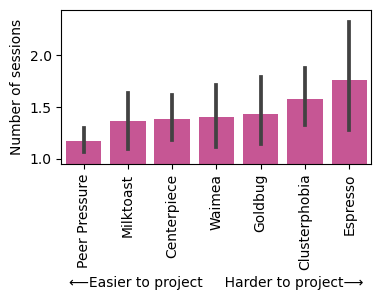 Number of sessions
2.0
1.5
1.0
Peer Pressure
Milktoast
Centerpiece
Waimea
Goldbug
Clusterphobia
Espresso
⟵Easier to project    Harder to project⟶